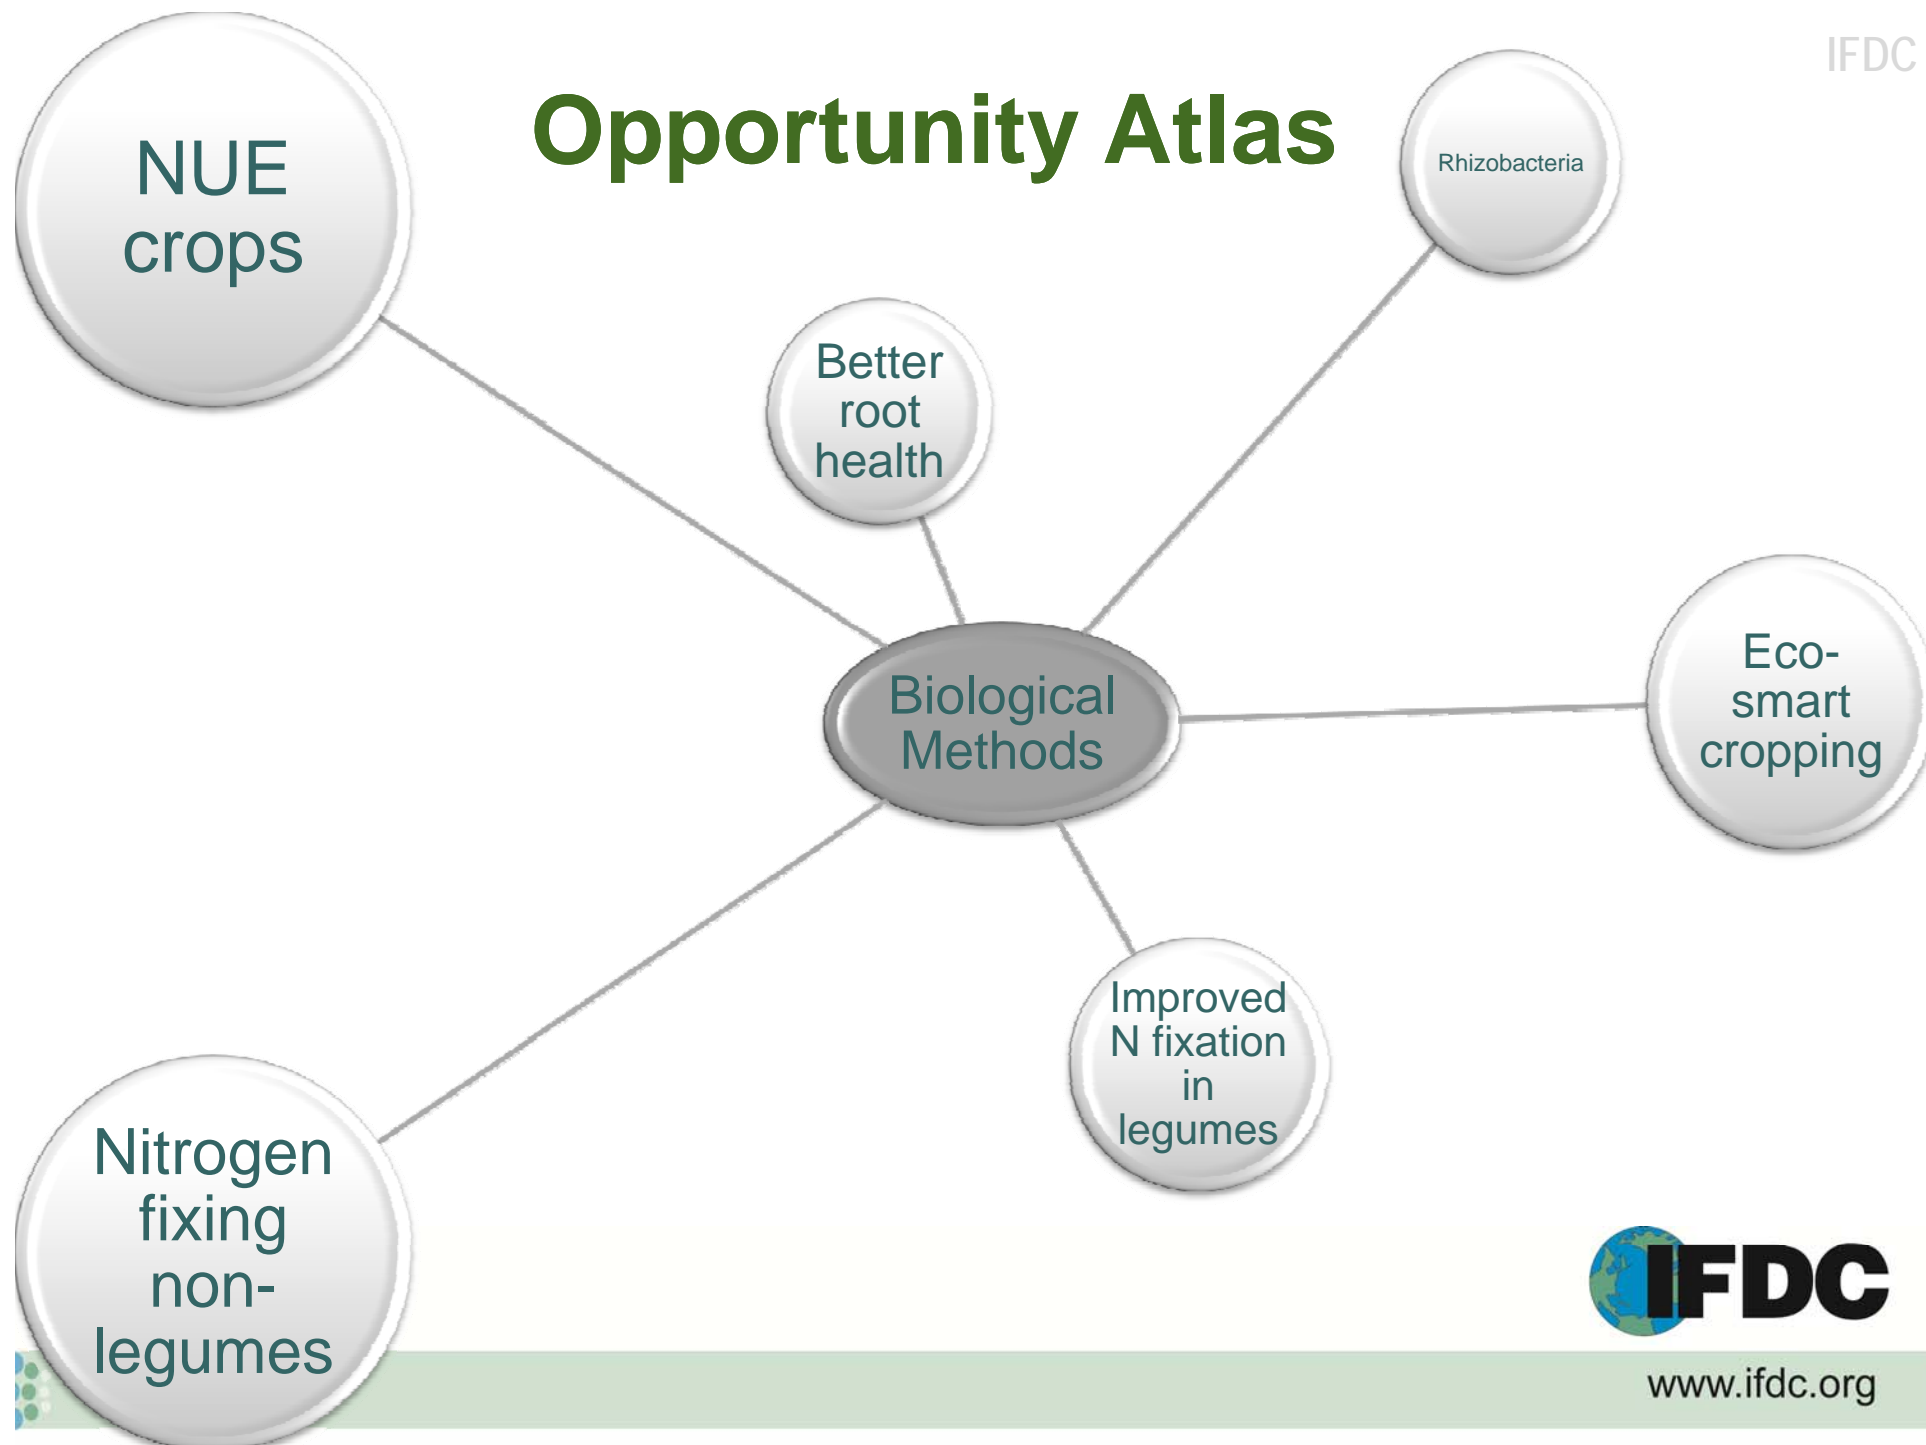 IFDC
Opportunity Atlas
NUE
crops
Rhizobacteria
Better
root
health
Biological
Methods
Eco-
smart
cropping
Improved
N fixation
in
legumes
Nitrogen
fixing
non-
legumes
IFDC
www.ifdc.org